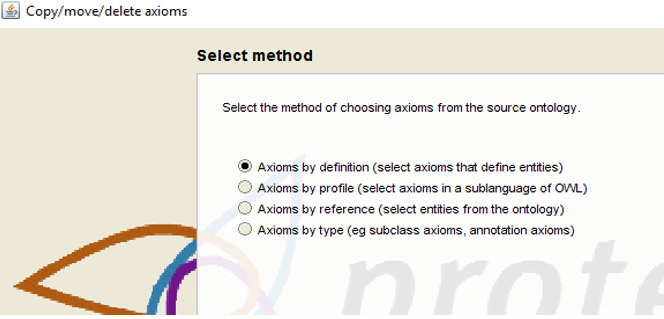 Copy/move/delete axioms
Select method
Select the method of choosing axioms from the source ontology.
Axioms by definition (select axioms that define entities)
Axioms by profile (select axioms in a sublanguage of OWL)
Axioms by reference (select entities from the ontology)
Axioms by type (eg subclass axioms, annotation axioms)
prote